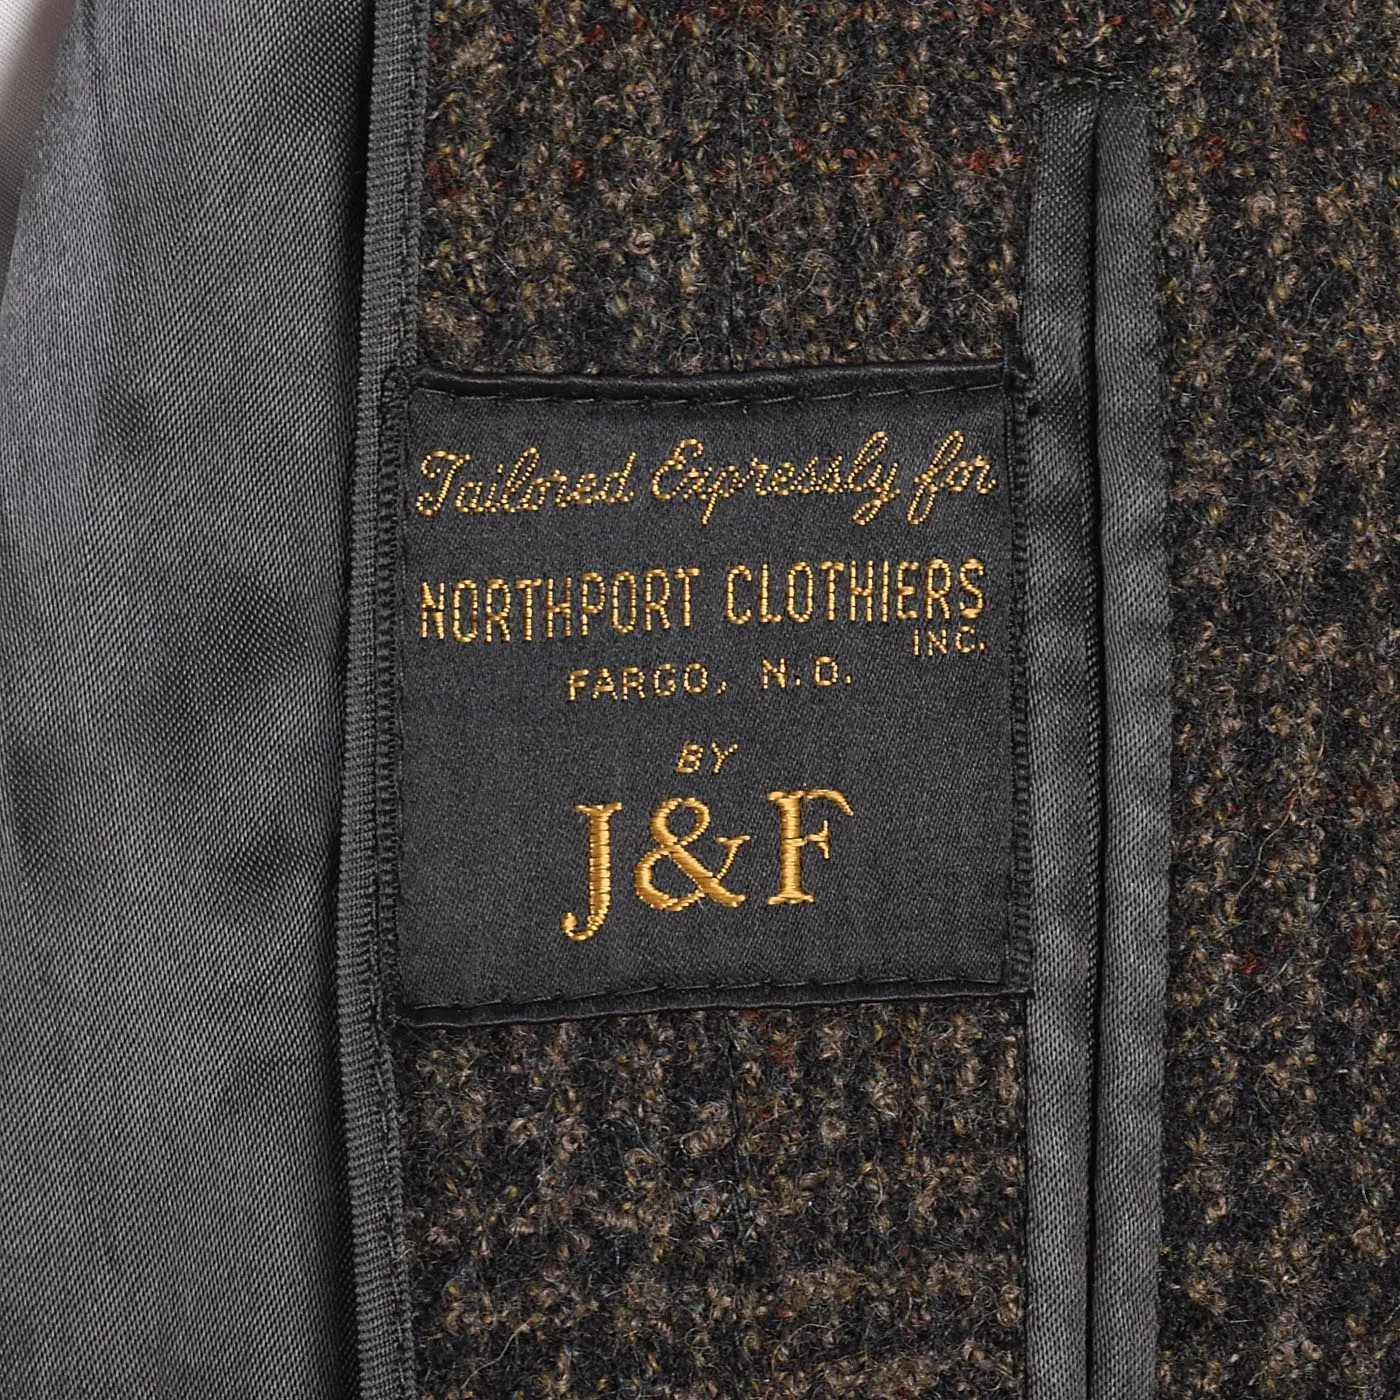 Tailored Expressly for
NORTHPORT CLOTHIERS
INC.
FARGO, N.D.
BY
J&F